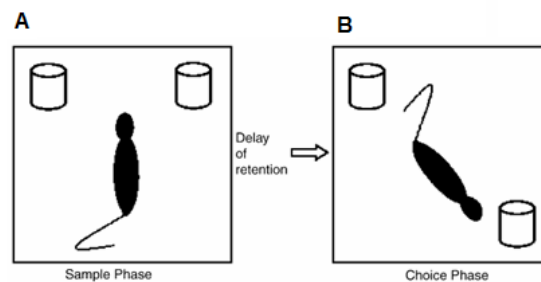 A
B
Delay
of
retention
Sample Phase
Choice Phase